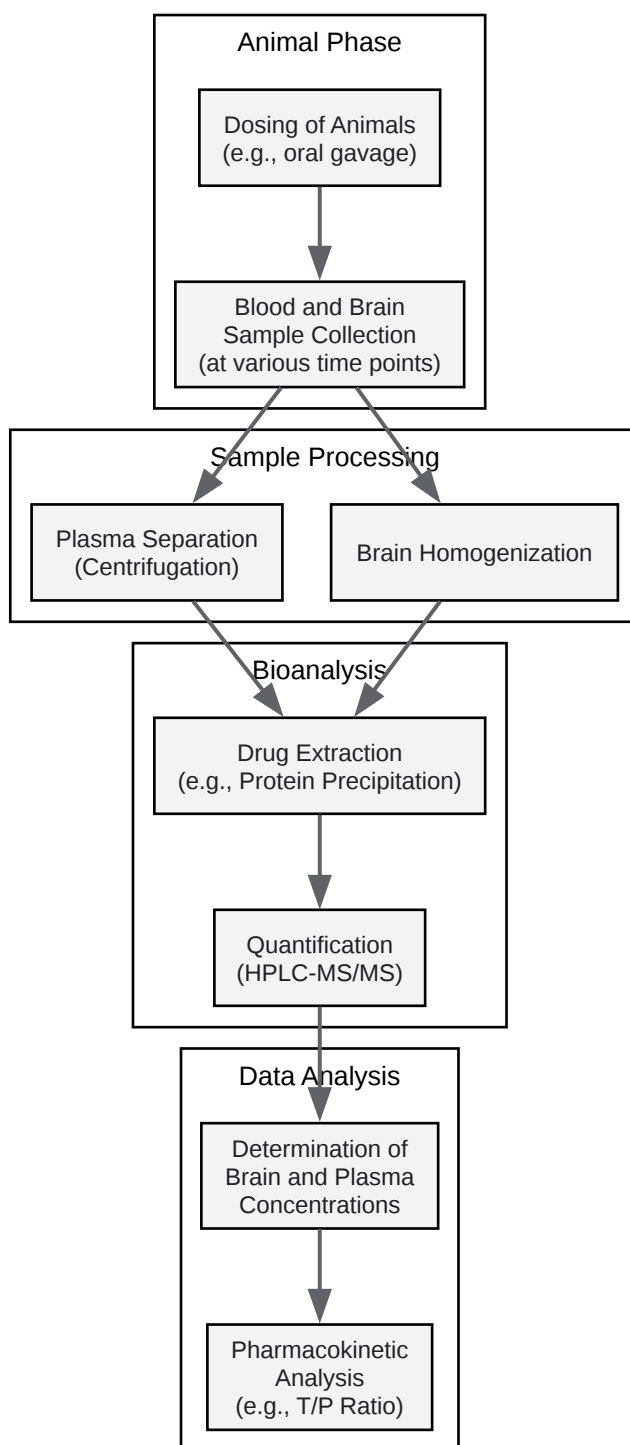 Animal Phase
Dosing of Animals
(e.g., oral gavage)
Blood and Brain
Sample Collection
(at various time points)
Sample Processing
Plasma Separation
(Centrifugation)
Brain Homogenization
Bioanalysis
Drug Extraction
(e.g., Protein Precipitation)
Quantification
(HPLC-MS/MS)
Data Analysis
Determination of
Brain and Plasma
Concentrations
Pharmacokinetic
Analysis
(e.g., T/P Ratio)